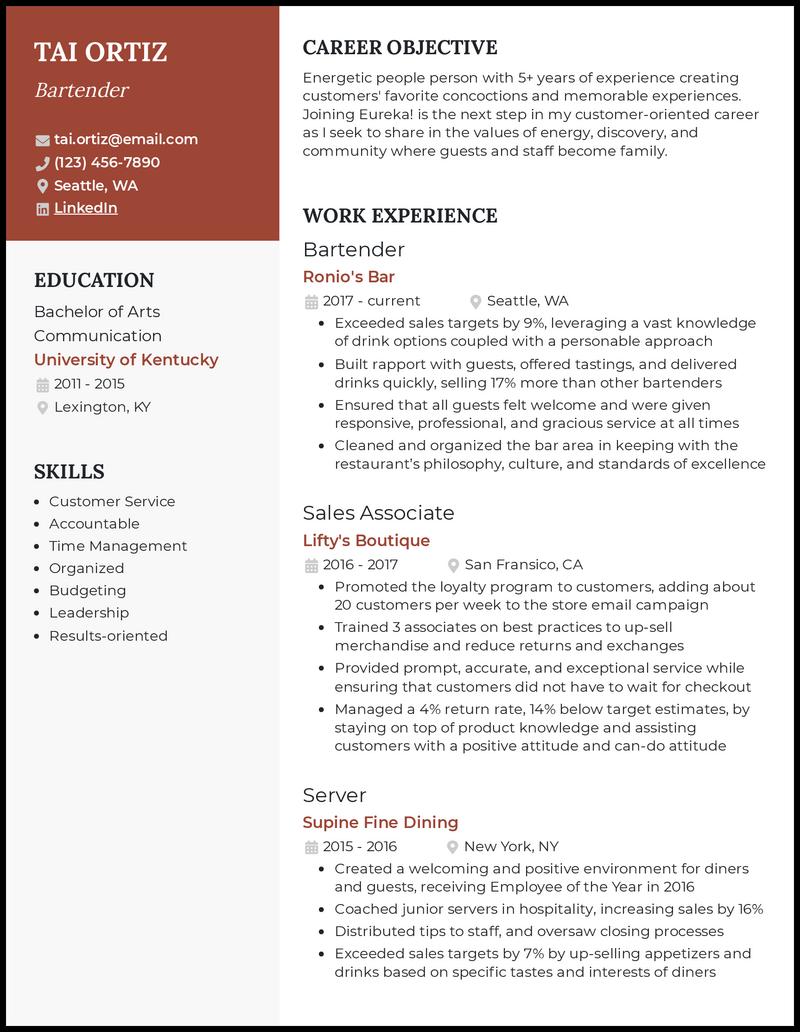 TAI ORTIZ
Bartender
tai.ortiz@email.com
(123) 456-7890
Seattle, WA
LinkedIn
EDUCATION
Bachelor of Arts
Communication
University of Kentucky
2011 - 2015
Lexington, KY
SKILLS
• Customer Service
• Accountable
• Time Management
• Organized
• Budgeting
• Leadership
• Results-oriented
CAREER OBJECTIVE
Energetic people person with 5+ years of experience creating
customers' favorite concoctions and memorable experiences.
Joining Eureka! is the next step in my customer-oriented career
as I seek to share in the values of energy, discovery, and
community where guests and staff become family.
WORK EXPERIENCE
Bartender
Ronio's Bar
2017 - current Seattle, WA
• Exceeded sales targets by 9%, leveraging a vast knowledge
of drink options coupled with a personable approach
• Built rapport with guests, offered tastings, and delivered
drinks quickly, selling 17% more than other bartenders
• Ensured that all guests felt welcome and were given
responsive, professional, and gracious service at all times
• Cleaned and organized the bar area in keeping with the
restaurant's philosophy, culture, and standards of excellence
Sales Associate
Lifty's Boutique
2016 - 2017 San Fransico, CA
• Promoted the loyalty program to customers, adding about
20 customers per week to the store email campaign
• Trained 3 associates on best practices to up-sell
merchandise and reduce returns and exchanges
• Provided prompt, accurate, and exceptional service while
ensuring that customers did not have to wait for checkout
• Managed a 4% return rate, 14% below target estimates, by
staying on top of product knowledge and assisting
customers with a positive attitude and can-do attitude
Server
Supine Fine Dining
2015 - 2016 New York, NY
• Created a welcoming and positive environment for diners
and guests, receiving Employee of the Year in 2016
• Coached junior servers in hospitality, increasing sales by 16%
• Distributed tips to staff, and oversaw closing processes
• Exceeded sales targets by 7% by up-selling appetizers and
drinks based on specific tastes and interests of diners